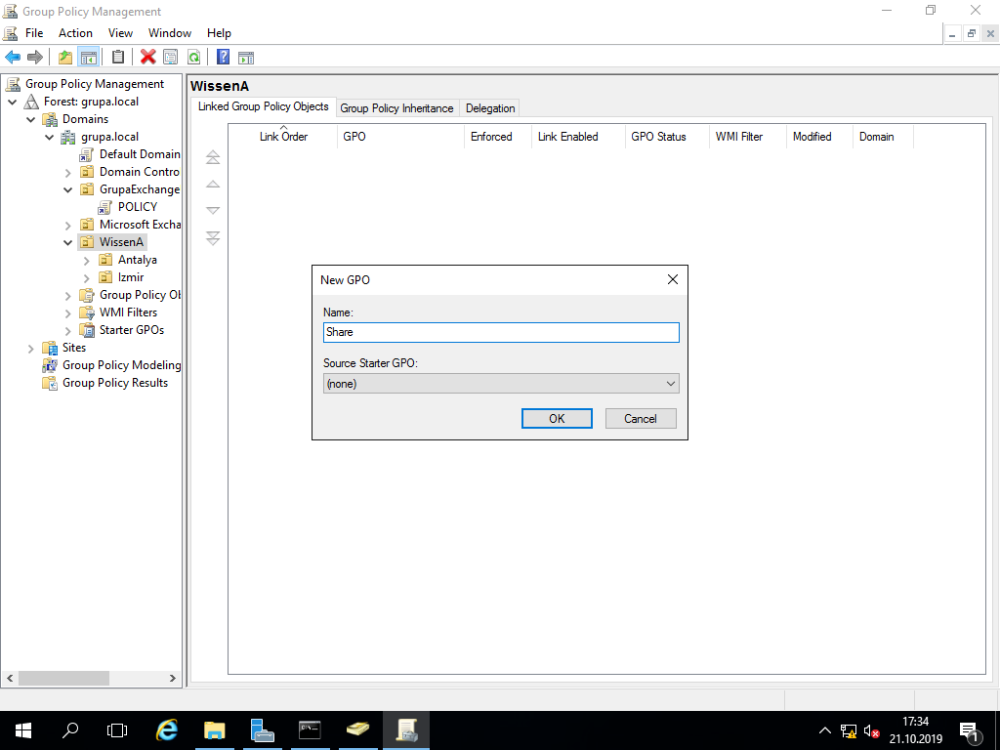 Group Policy Management
File Action View Window Help
Group Policy Management
Forest: grupa.local
Domains
grupa.local
Default Domain
Domain Contro
GrupaExchange
POLICY
Microsoft Excha
WissenA
Antalya
Izmir
Group Policy Ob
WMI Filters
Starter GPOs
Sites
Group Policy Modeling
Group Policy Results
WissenA
Linked Group Policy Objects Group Policy Inheritance Delegation
Link Order GPO Enforced Link Enabled GPO Status WMI Filter Modified Domain
New GPO
Name:
Share
Source Starter GPO:
(none)
OK Cancel
17:34
21.10.2019
1